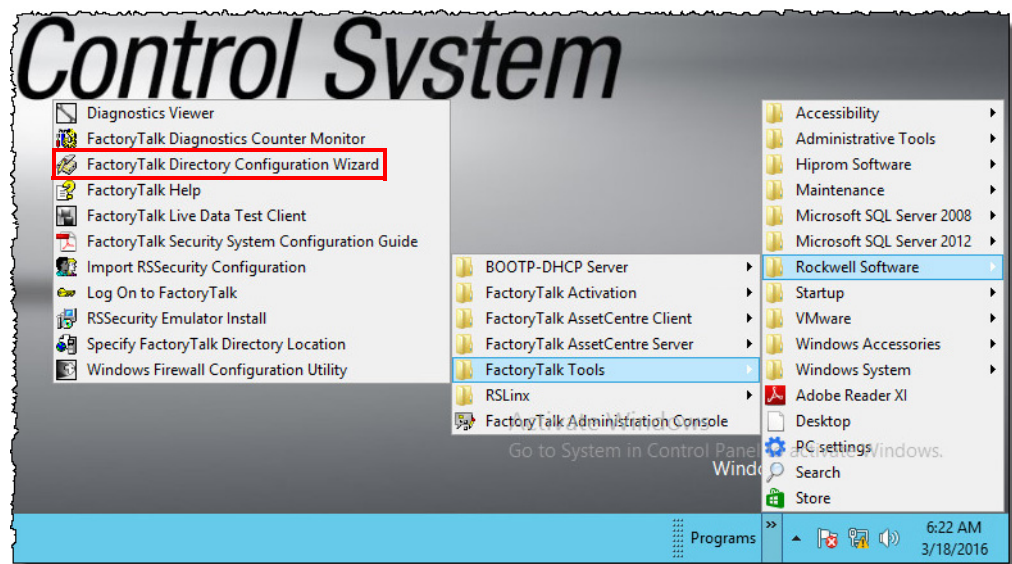 Control System
Diagnostics Viewer
FactoryTalk Diagnostics Counter Monitor
FactoryTalk Directory Configuration Wizard
FactoryTalk Help
FactoryTalk Live Data Test Client
FactoryTalk Security System Configuration Guide
Import RSSecurity Configuration
Log On to FactoryTalk
RSSecurity Emulator Install
Specify FactoryTalk Directory Location
Windows Firewall Configuration Utility
BOOTP-DHCP Server
FactoryTalk Activation
FactoryTalk AssetCentre Client
FactoryTalk AssetCentre Server
FactoryTalk Tools
RSLinx
FactoryTalk Administration Console
Accessibility
Administrative Tools
Hiprom Software
Maintenance
Microsoft SQL Server 2008
Microsoft SQL Server 2012
Rockwell Software
Startup
VMware
Windows Accessories
Windows System
Adobe Reader XI
Desktop
PC settings
Search
Store
Activate Windows
Go to System in Control Panel to activate Windows.
Programs
6:22 AM
3/18/2016